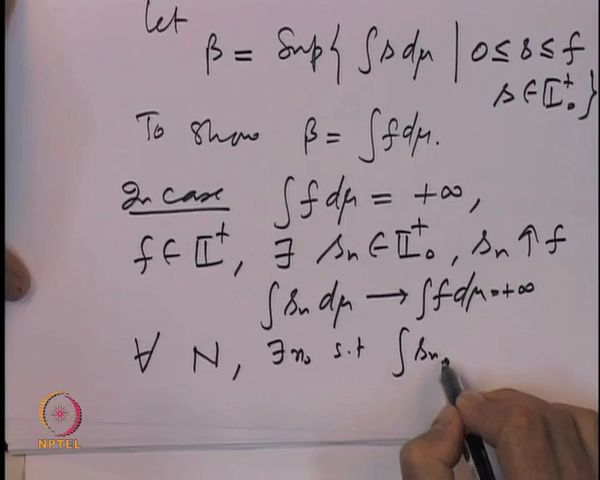 let
β = Sup{ ∫ s dμ | 0 ≤ s ≤ f
s ∈ 𝕃₀⁺ }
To show β = ∫ f dμ.
In case ∫ f dμ = +∞,
f ∈ 𝕃⁺, ∃ sₙ ∈ 𝕃₀⁺, sₙ ↑ f
∫ sₙ dμ → ∫ f dμ = +∞
∀ N, ∃ n₀ s.t ∫ sₙ₀
NPTEL